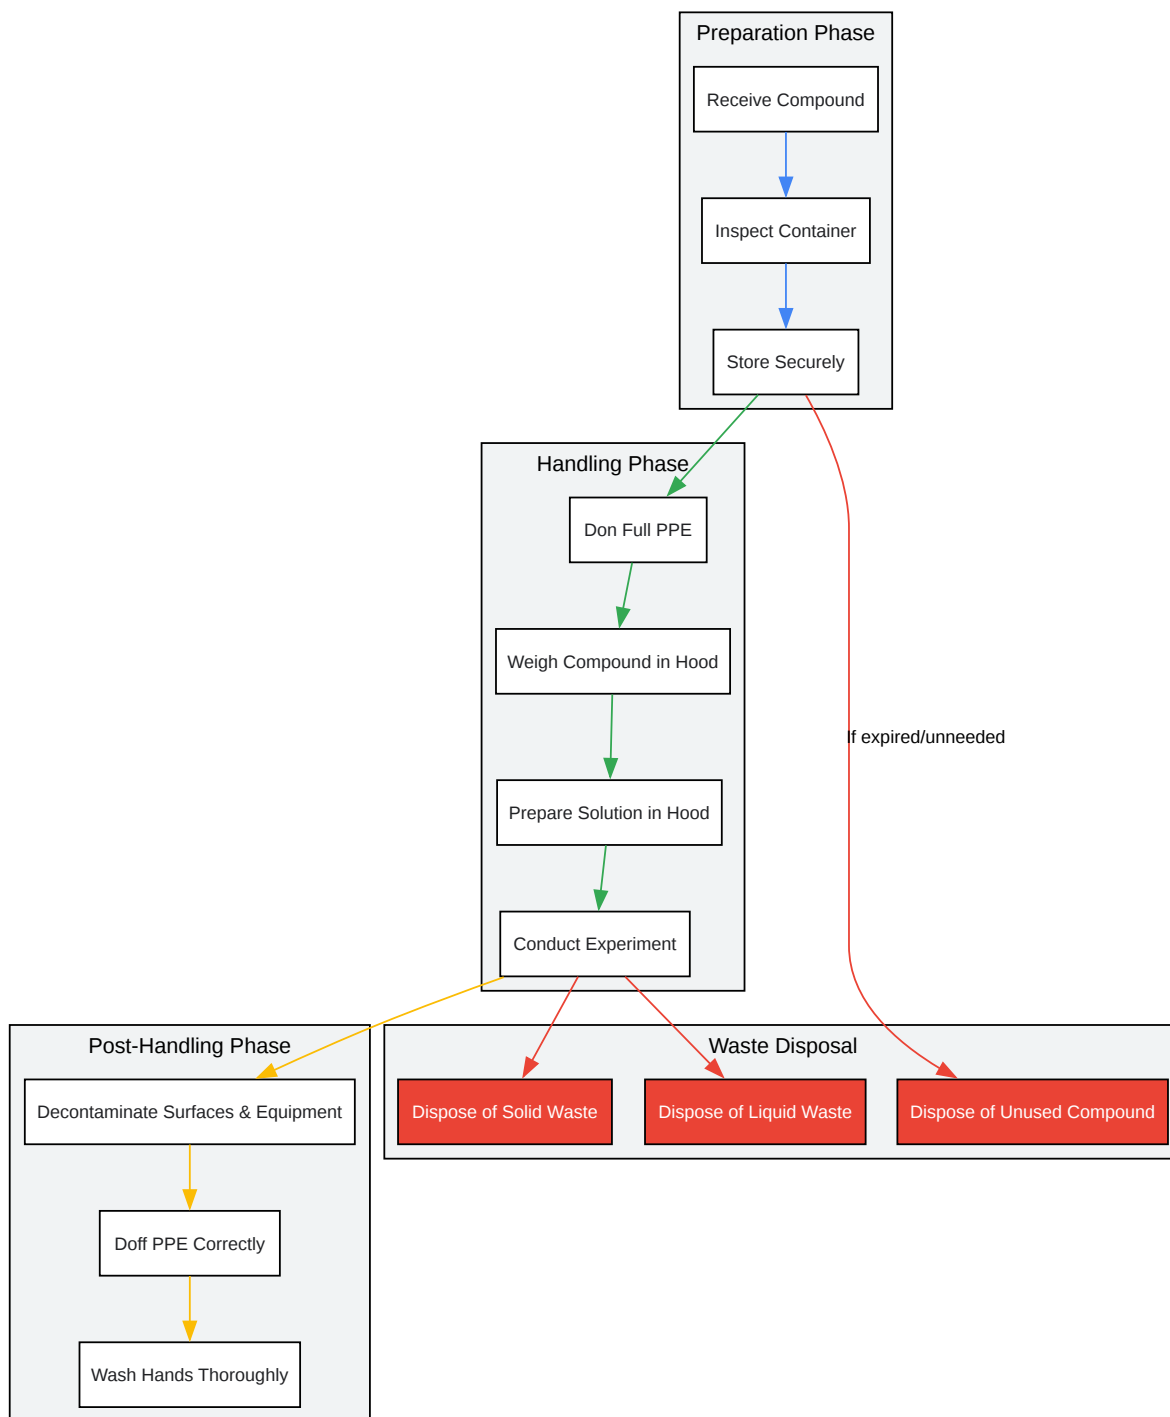 Preparation Phase
Receive Compound
Inspect Container
Store Securely
Handling Phase
Don Full PPE
Weigh Compound in Hood
If expired/unneeded
Prepare Solution in Hood
Conduct Experiment
Post-Handling Phase
Waste Disposal
Decontaminate Surfaces & Equipment
Dispose of Solid Waste
Dispose of Liquid Waste
Dispose of Unused Compound
Doff PPE Correctly
Wash Hands Thoroughly